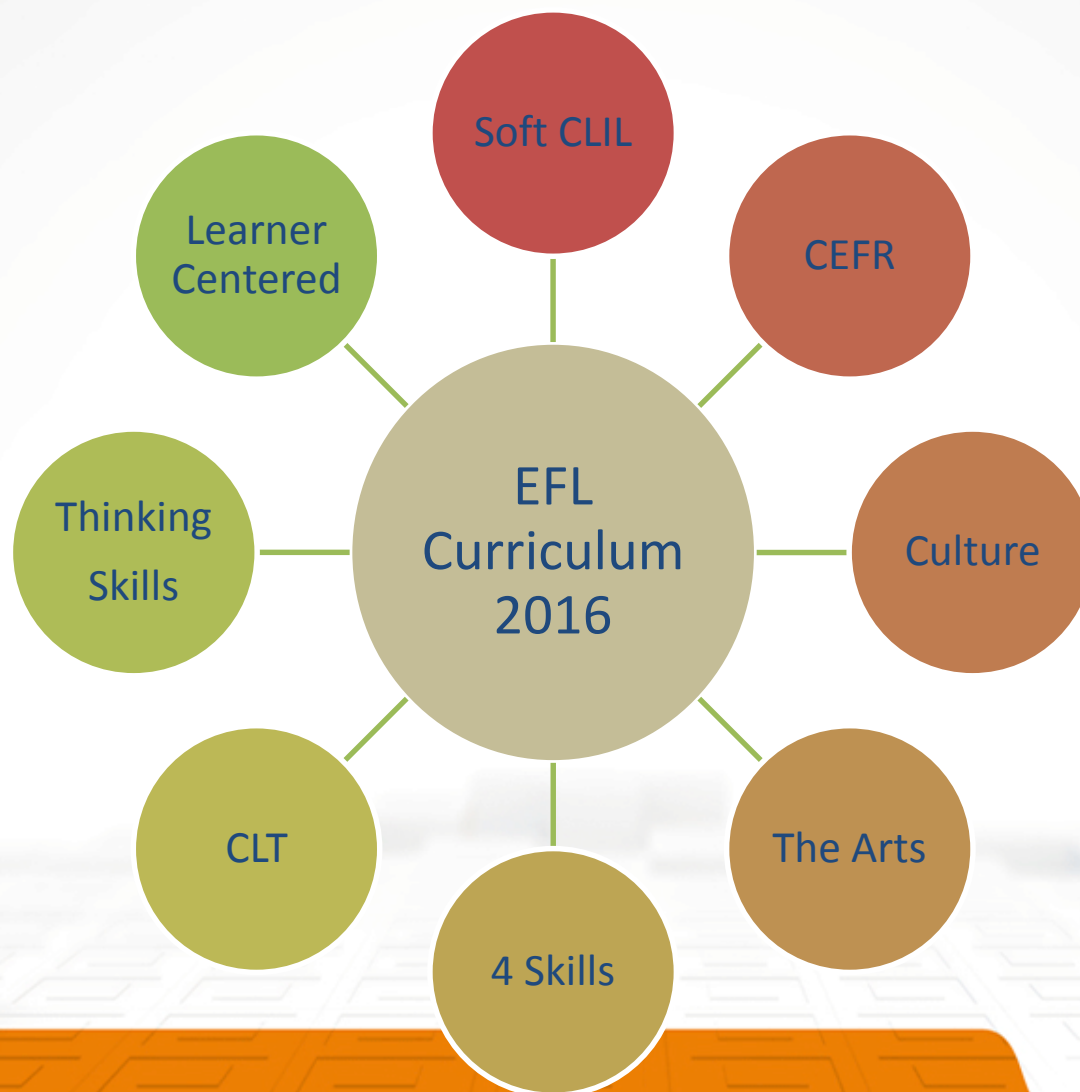 Soft CLIL
Learner
Centered
CEFR
Thinking
Skills
EFL
Curriculum
2016
Culture
CLT
The Arts
4 Skills